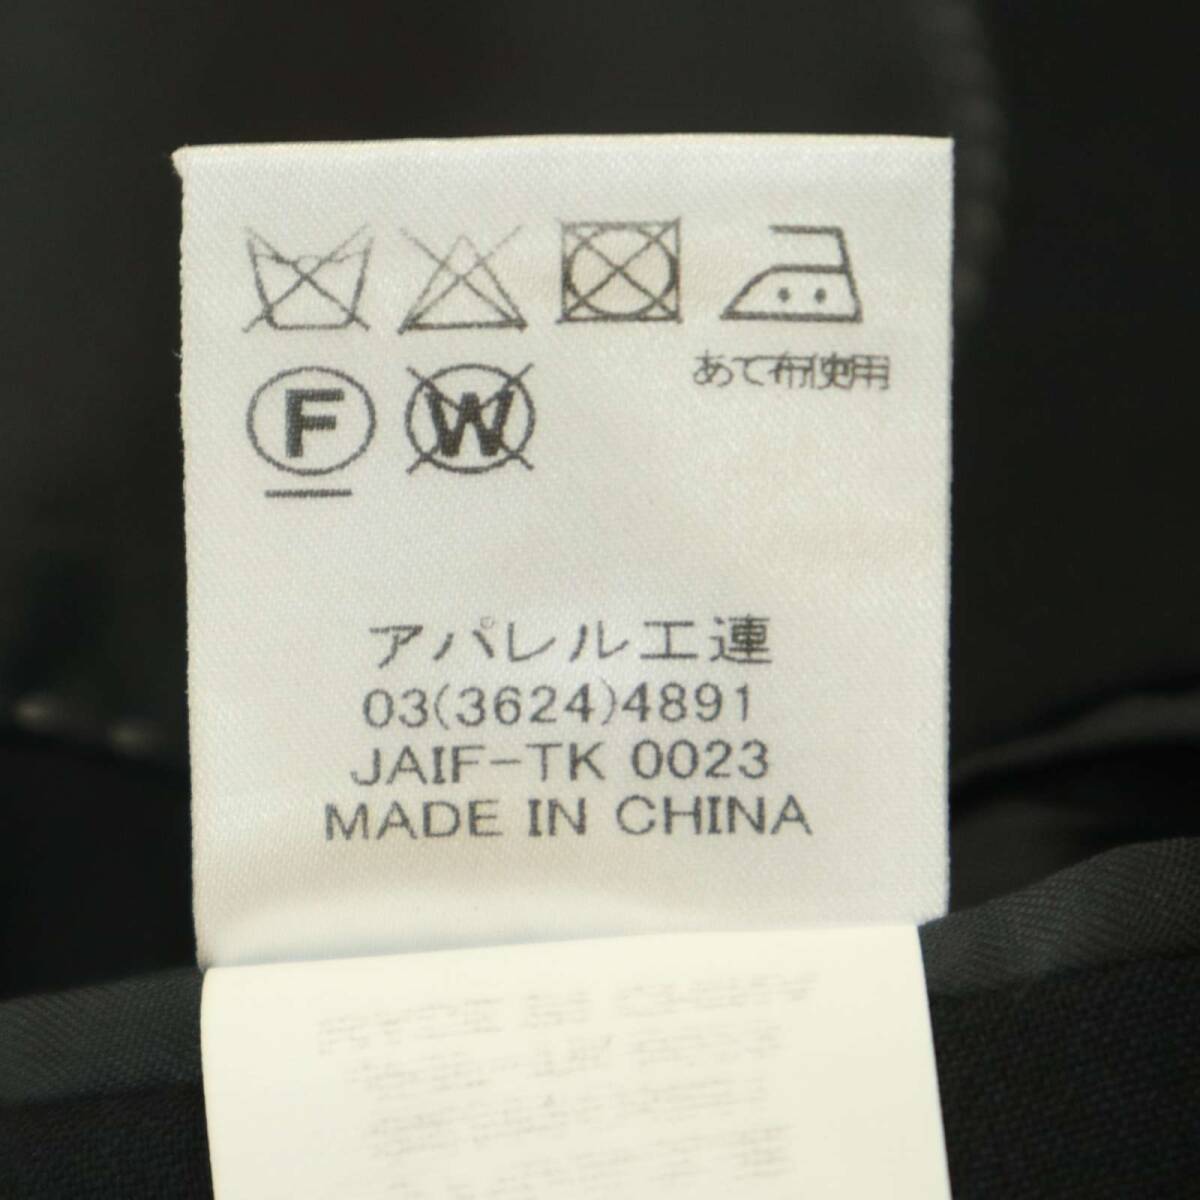 あて布使用
F W
アパレル工連
03(3624)4891
JAIF-TK 0023
MADE IN CHINA